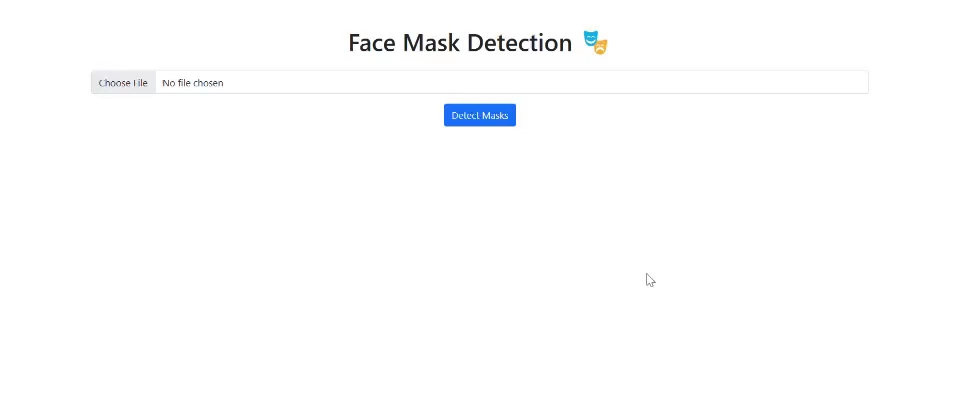 Face Mask Detection 🎭
Choose File No file chosen
Detect Masks